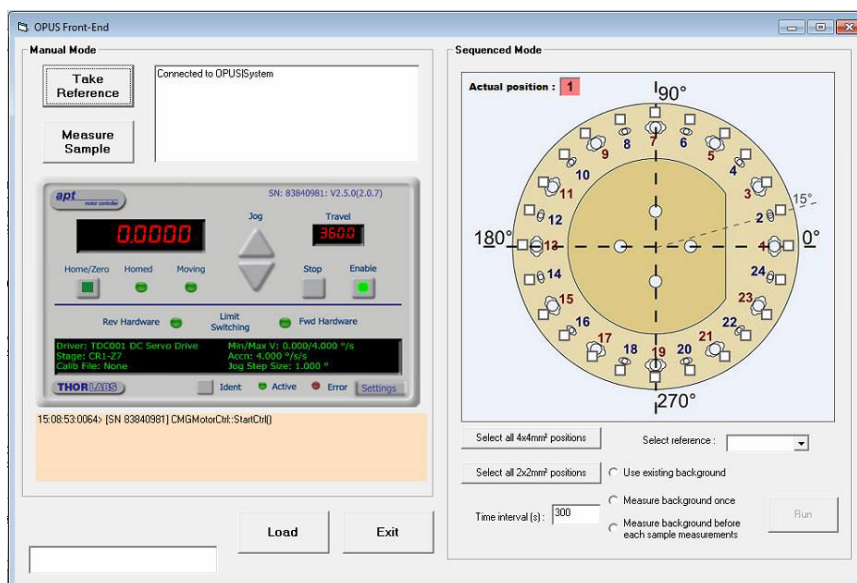 OPUS Front-End
Manual Mode
Take
Reference
Connected to OPUS|System
Measure
Sample
apt
motor controller
SN: 83840981: V2.5.0(2.0.7)
0.0000
Jog
Travel
360.0
Home/Zero
Homed
Moving
Stop
Enable
Rev Hardware
Limit
Switching
Fwd Hardware
Driver: TDC001 DC Servo Drive
Min/Max V: 0.000/4.000 °/s
Stage: CR1-Z7
Accn: 4.000 °/s/s
Calib File: None
Jog Step Size: 1.000 °
THORLABS
Ident
Active
Error
Settings
15:08:53:0064> [SN 83840981] CMGMotorCtrl::StartCtrl()
Load
Exit
Sequenced Mode
Actual position :
1
90°
7
8
6
9
5
10
4
11
3
15°
12
2
180°
13
1
0°
14
24
15
23
16
22
17
21
18
19
20
270°
Select all 4x4mm² positions
Select reference :
Select all 2x2mm² positions
Use existing background
Measure background once
Time interval (s) :
300
Measure background before
each sample measurements
Run